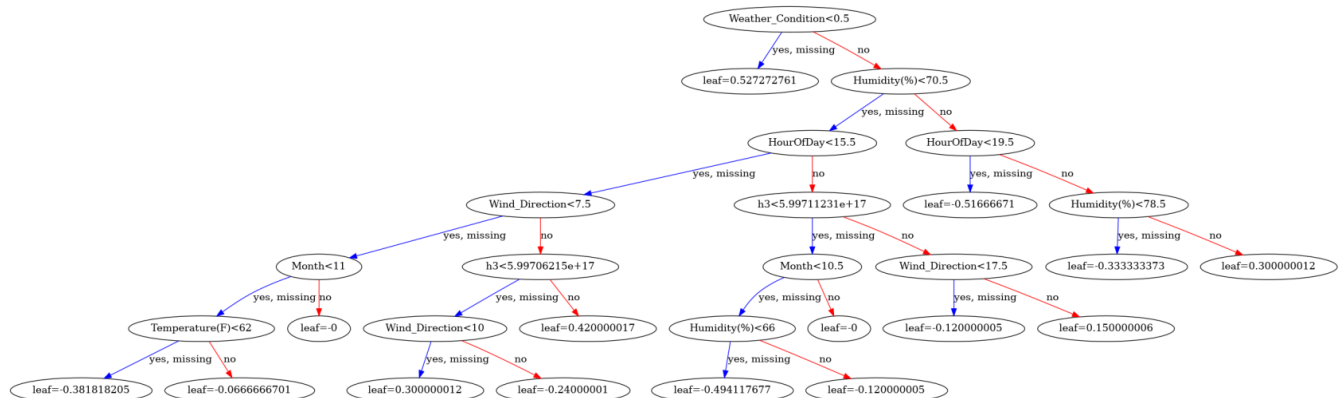 Weather_Condition<0.5
yes, missing
no
leaf=0.527272761
Humidity(%)<70.5
yes, missing
no
HourOfDay<15.5
HourOfDay<19.5
yes, missing
no
yes, missing
no
Wind_Direction<7.5
h3<5.99711231e+17
leaf=-0.51666671
Humidity(%)<78.5
yes, missing
no
yes, missing
no
yes, missing
no
Month<11
h3<5.99706215e+17
Month<10.5
Wind_Direction<17.5
leaf=-0.333333373
leaf=0.300000012
yes, missing
no
yes, missing
no
yes, missing
no
yes, missing
no
Temperature(F)<62
leaf=-0
Wind_Direction<10
leaf=0.420000017
Humidity(%)<66
leaf=-0
leaf=-0.120000005
leaf=0.150000006
yes, missing
no
yes, missing
no
yes, missing
no
leaf=-0.381818205
leaf=-0.0666666701
leaf=0.300000012
leaf=-0.24000001
leaf=-0.494117677
leaf=-0.120000005